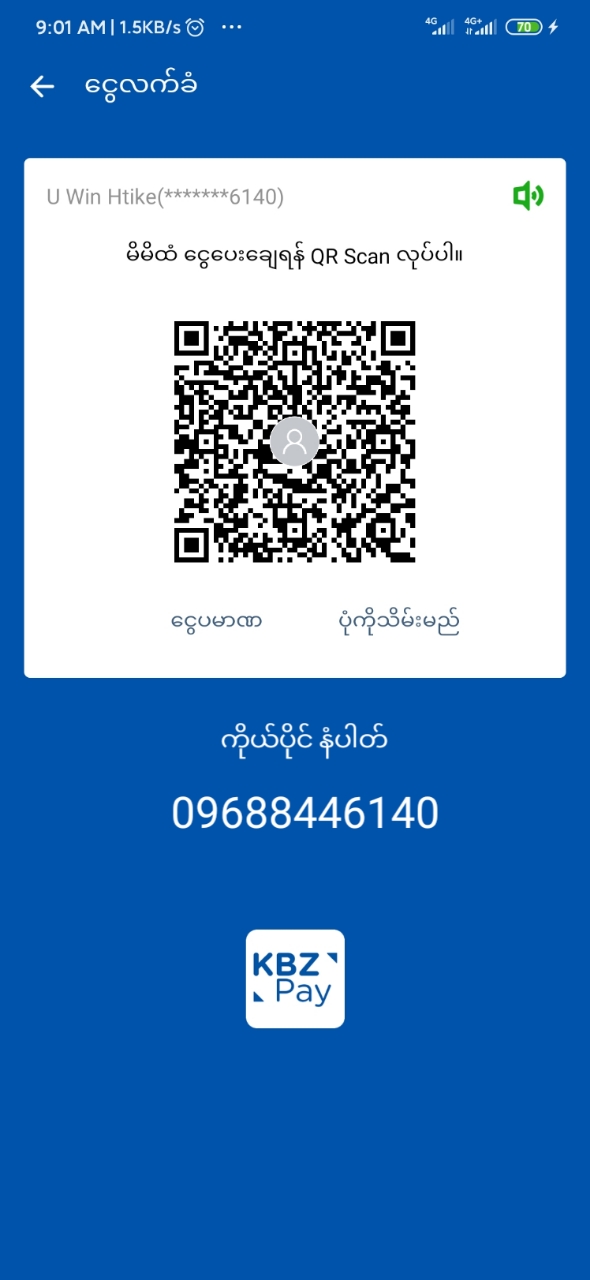 9:01 AM | 1.5KB/s ...
4G 4G+ 70
ငွေလက်ခံ
U Win Htike(*******6140)
မိမိထံ ငွေပေးချေရန် QR Scan လုပ်ပါ။
ငွေပမာဏ ပုံကိုသိမ်းမည်
ကိုယ်ပိုင် နံပါတ်
09688446140
KBZ
Pay